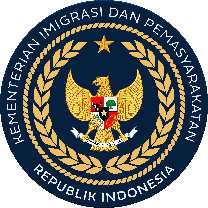 KEMENTERIAN IMIGRASI DAN PEMASYARAKATAN
REPUBLIK INDONESIA